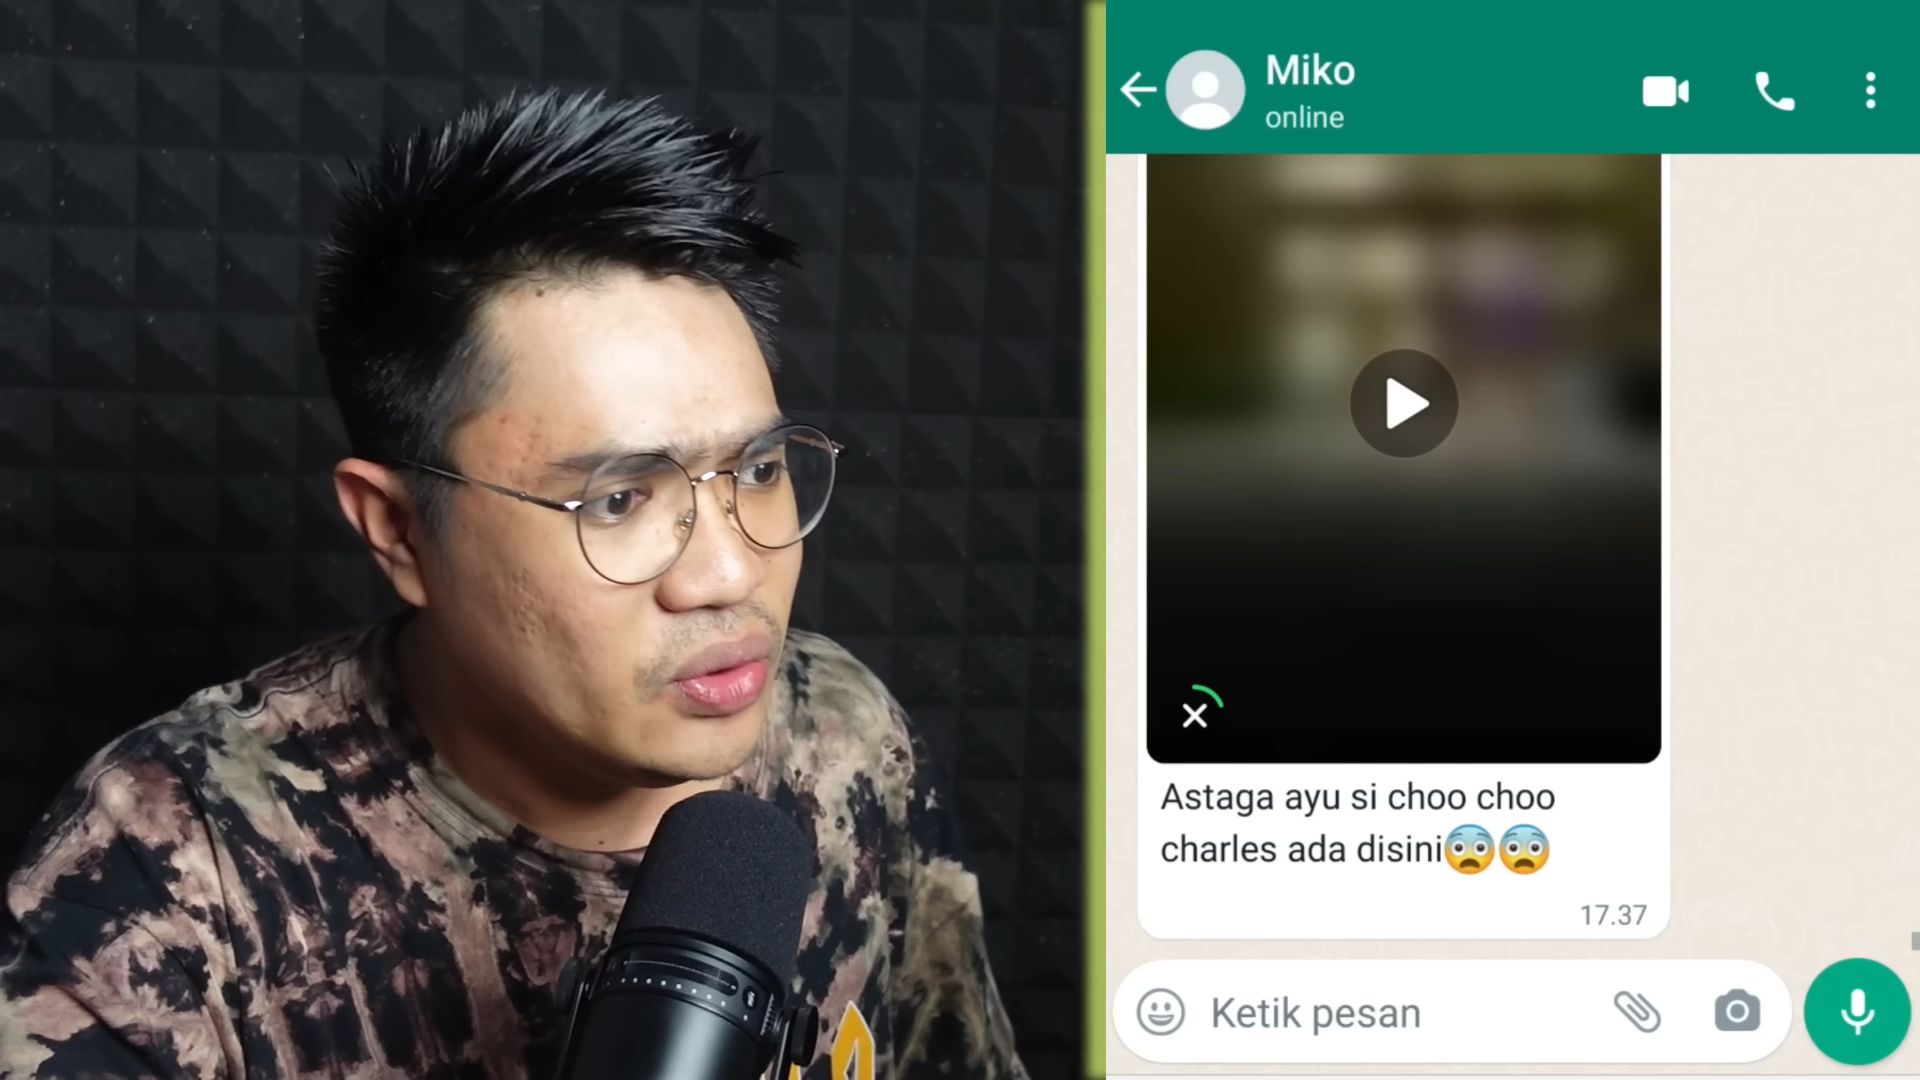 Miko
online
Astaga ayu si choo choo
charles ada disini😨😨
17.37
Ketik pesan